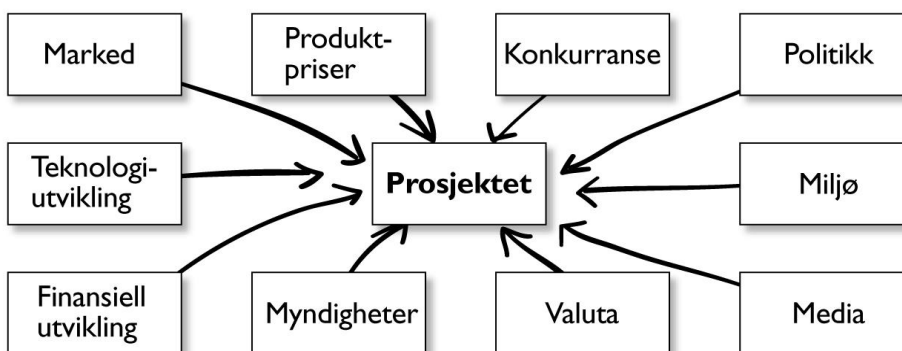 Marked
Produkt-
priser
Konkurranse
Politikk
Teknologi-
utvikling
Prosjektet
Miljø
Finansiell
utvikling
Myndigheter
Valuta
Media